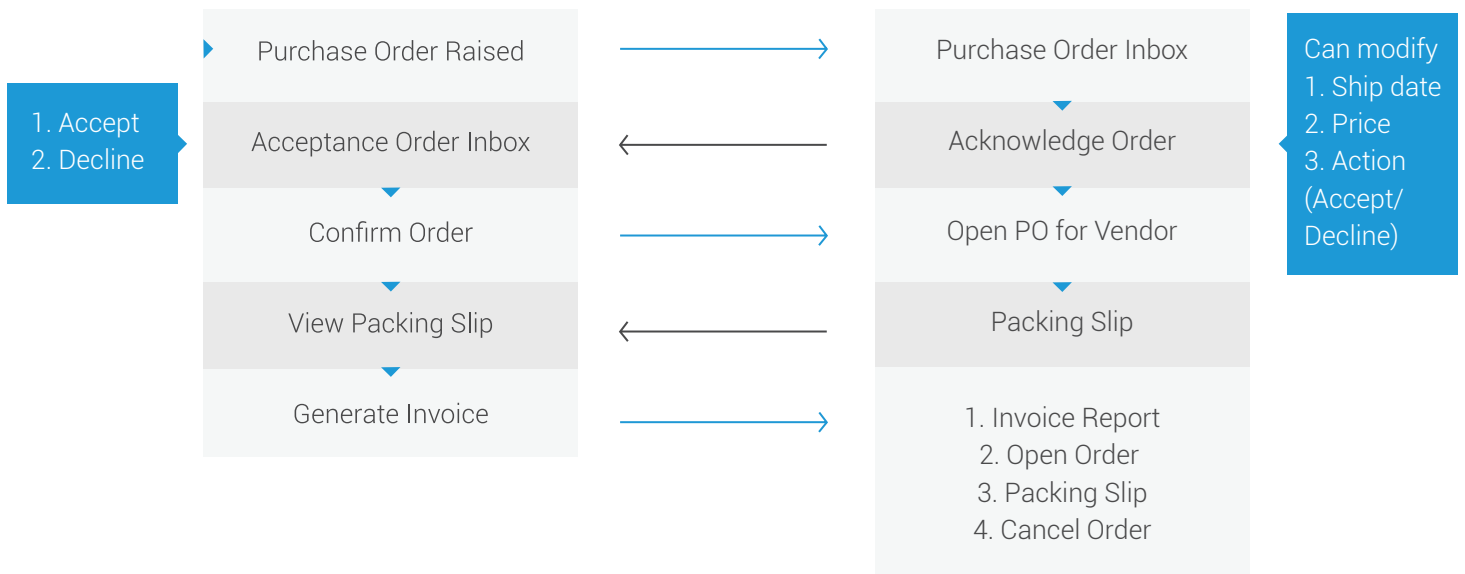 Purchase Order Raised
Purchase Order Inbox
Can modify
1. Ship date
2. Price
3. Action
(Accept/
Decline)
1. Accept
2. Decline
Acceptance Order Inbox
Acknowledge Order
Confirm Order
Open PO for Vendor
View Packing Slip
Packing Slip
Generate Invoice
1. Invoice Report
2. Open Order
3. Packing Slip
4. Cancel Order